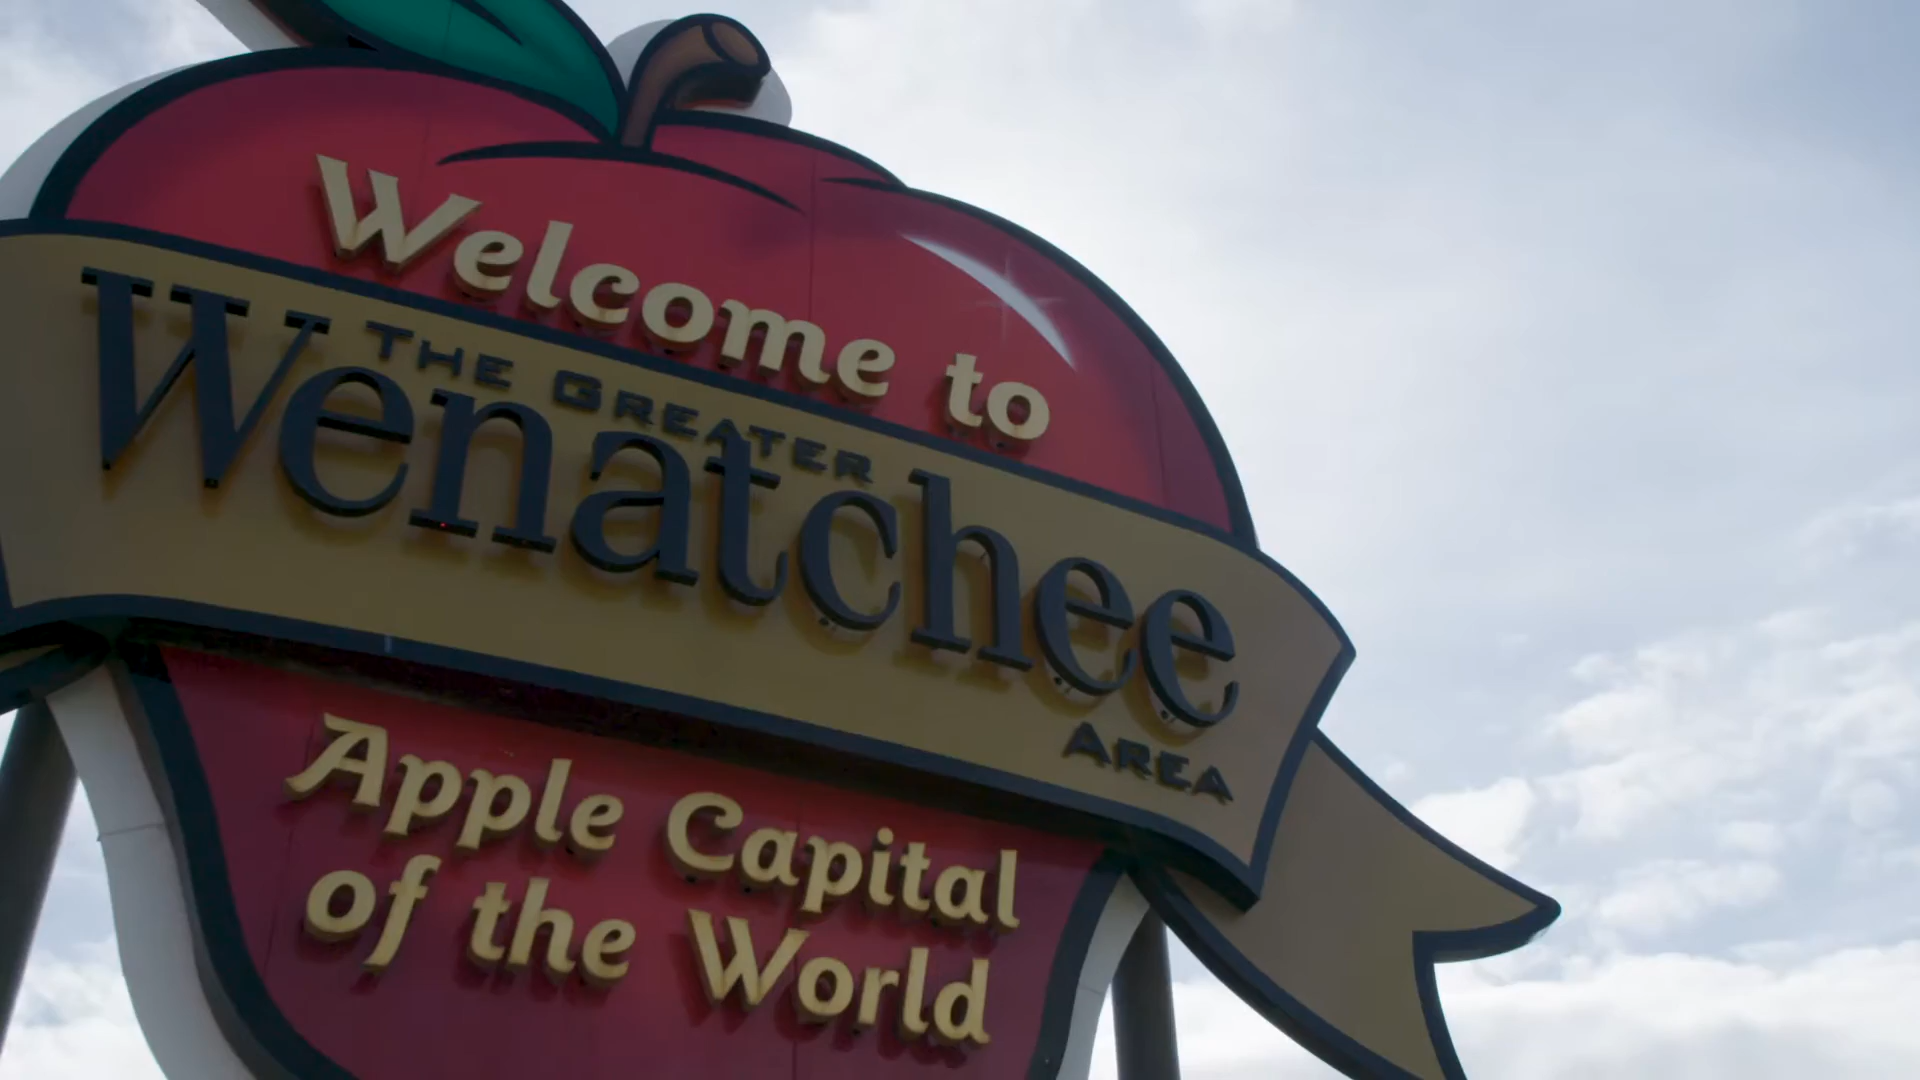 Welcome to
THE GREATER
Wenatchee
AREA
Apple Capital
of the World